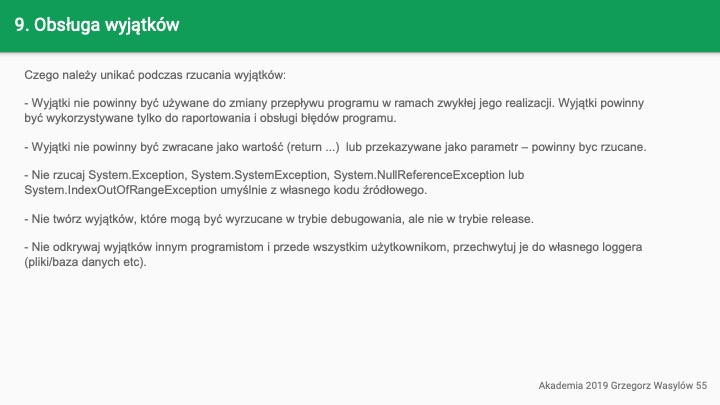 9. Obsługa wyjątków
Czego należy unikać podczas rzucania wyjątków:
- Wyjątki nie powinny być używane do zmiany przepływu programu w ramach zwykłej jego realizacji. Wyjątki powinny
być wykorzystywane tylko do raportowania i obsługi błędów programu.
- Wyjątki nie powinny być zwracane jako wartość (return ...)  lub przekazywane jako parametr – powinny byc rzucane.
- Nie rzucaj System.Exception, System.SystemException, System.NullReferenceException lub
System.IndexOutOfRangeException umyślnie z własnego kodu źródłowego.
- Nie twórz wyjątków, które mogą być wyrzucane w trybie debugowania, ale nie w trybie release.
- Nie odkrywaj wyjątków innym programistom i przede wszystkim użytkownikom, przechwytuj je do własnego loggera
(pliki/baza danych etc).
Akademia 2019 Grzegorz Wasylów 55